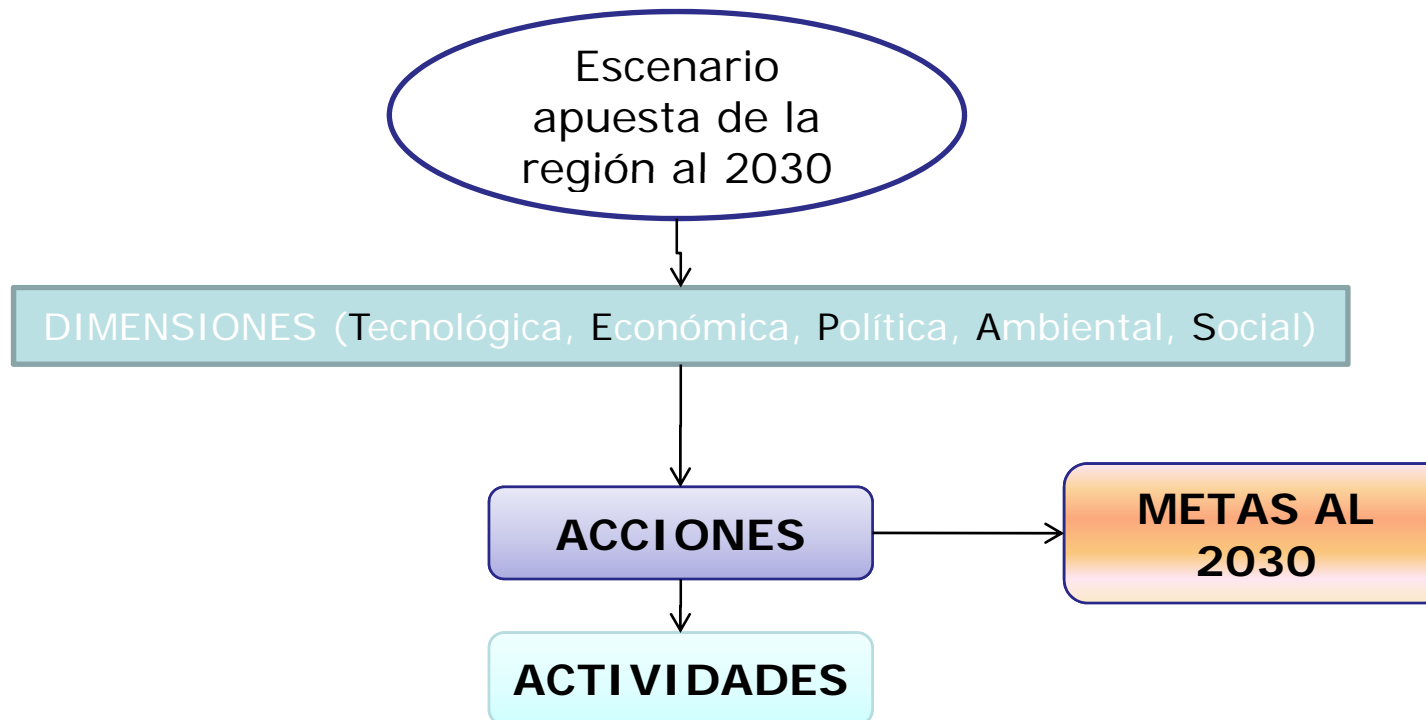 Escenario
apuesta de la
región al 2030
DIMENSIONES (Tecnológica, Económica, Política, Ambiental, Social)
ACCIONES
METAS AL
2030
ACTIVIDADES